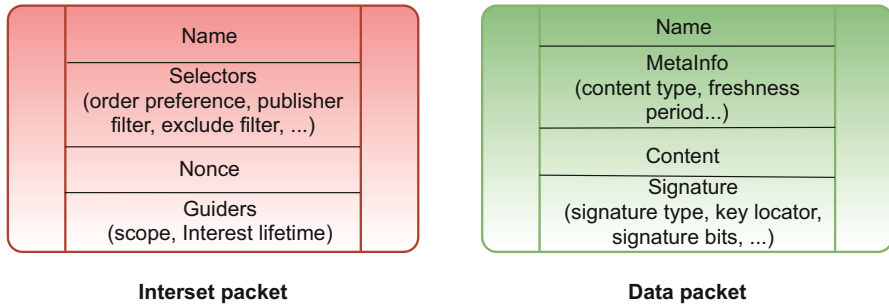 Name
Selectors
(order preference, publisher
filter, exclude filter, ...)
Nonce
Guiders
(scope, Interest lifetime)
Interset packet
Name
MetaInfo
(content type, freshness
period...)
Content
Signature
(signature type, key locator,
signature bits, ...)
Data packet